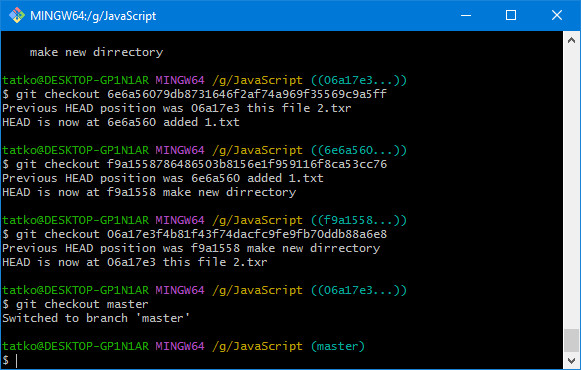 MINGW64:/g/JavaScript
make new dirrectory
tatko@DESKTOP-GP1N1AR MINGW64 /g/JavaScript ((06a17e3...))
$ git checkout 6e6a56079db8731646f2af74a969f35569c9a5ff
Previous HEAD position was 06a17e3 this file 2.txr
HEAD is now at 6e6a560 added 1.txt
tatko@DESKTOP-GP1N1AR MINGW64 /g/JavaScript ((6e6a560...))
$ git checkout f9a1558786486503b8156e1f959116f8ca53cc76
Previous HEAD position was 6e6a560 added 1.txt
HEAD is now at f9a1558 make new dirrectory
tatko@DESKTOP-GP1N1AR MINGW64 /g/JavaScript ((f9a1558...))
$ git checkout 06a17e3f4b81f43f74dacfc9fe9fb70ddb88a6e8
Previous HEAD position was f9a1558 make new dirrectory
HEAD is now at 06a17e3 this file 2.txr
tatko@DESKTOP-GP1N1AR MINGW64 /g/JavaScript ((06a17e3...))
$ git checkout master
Switched to branch 'master'
tatko@DESKTOP-GP1N1AR MINGW64 /g/JavaScript (master)
$